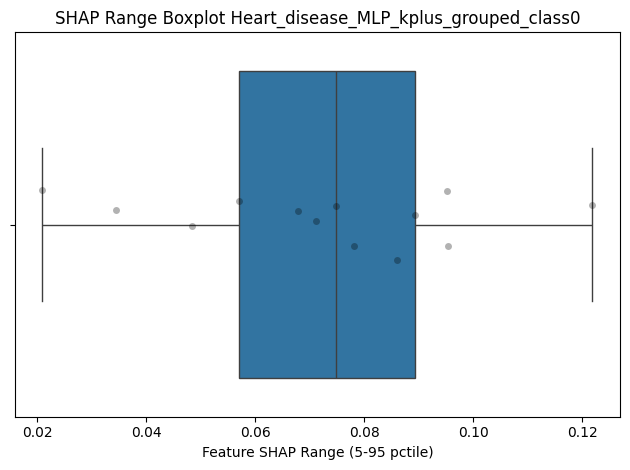 SHAP Range Boxplot Heart_disease_MLP_kplus_grouped_class0
0.02 0.04 0.06 0.08 0.10 0.12
Feature SHAP Range (5-95 pctile)